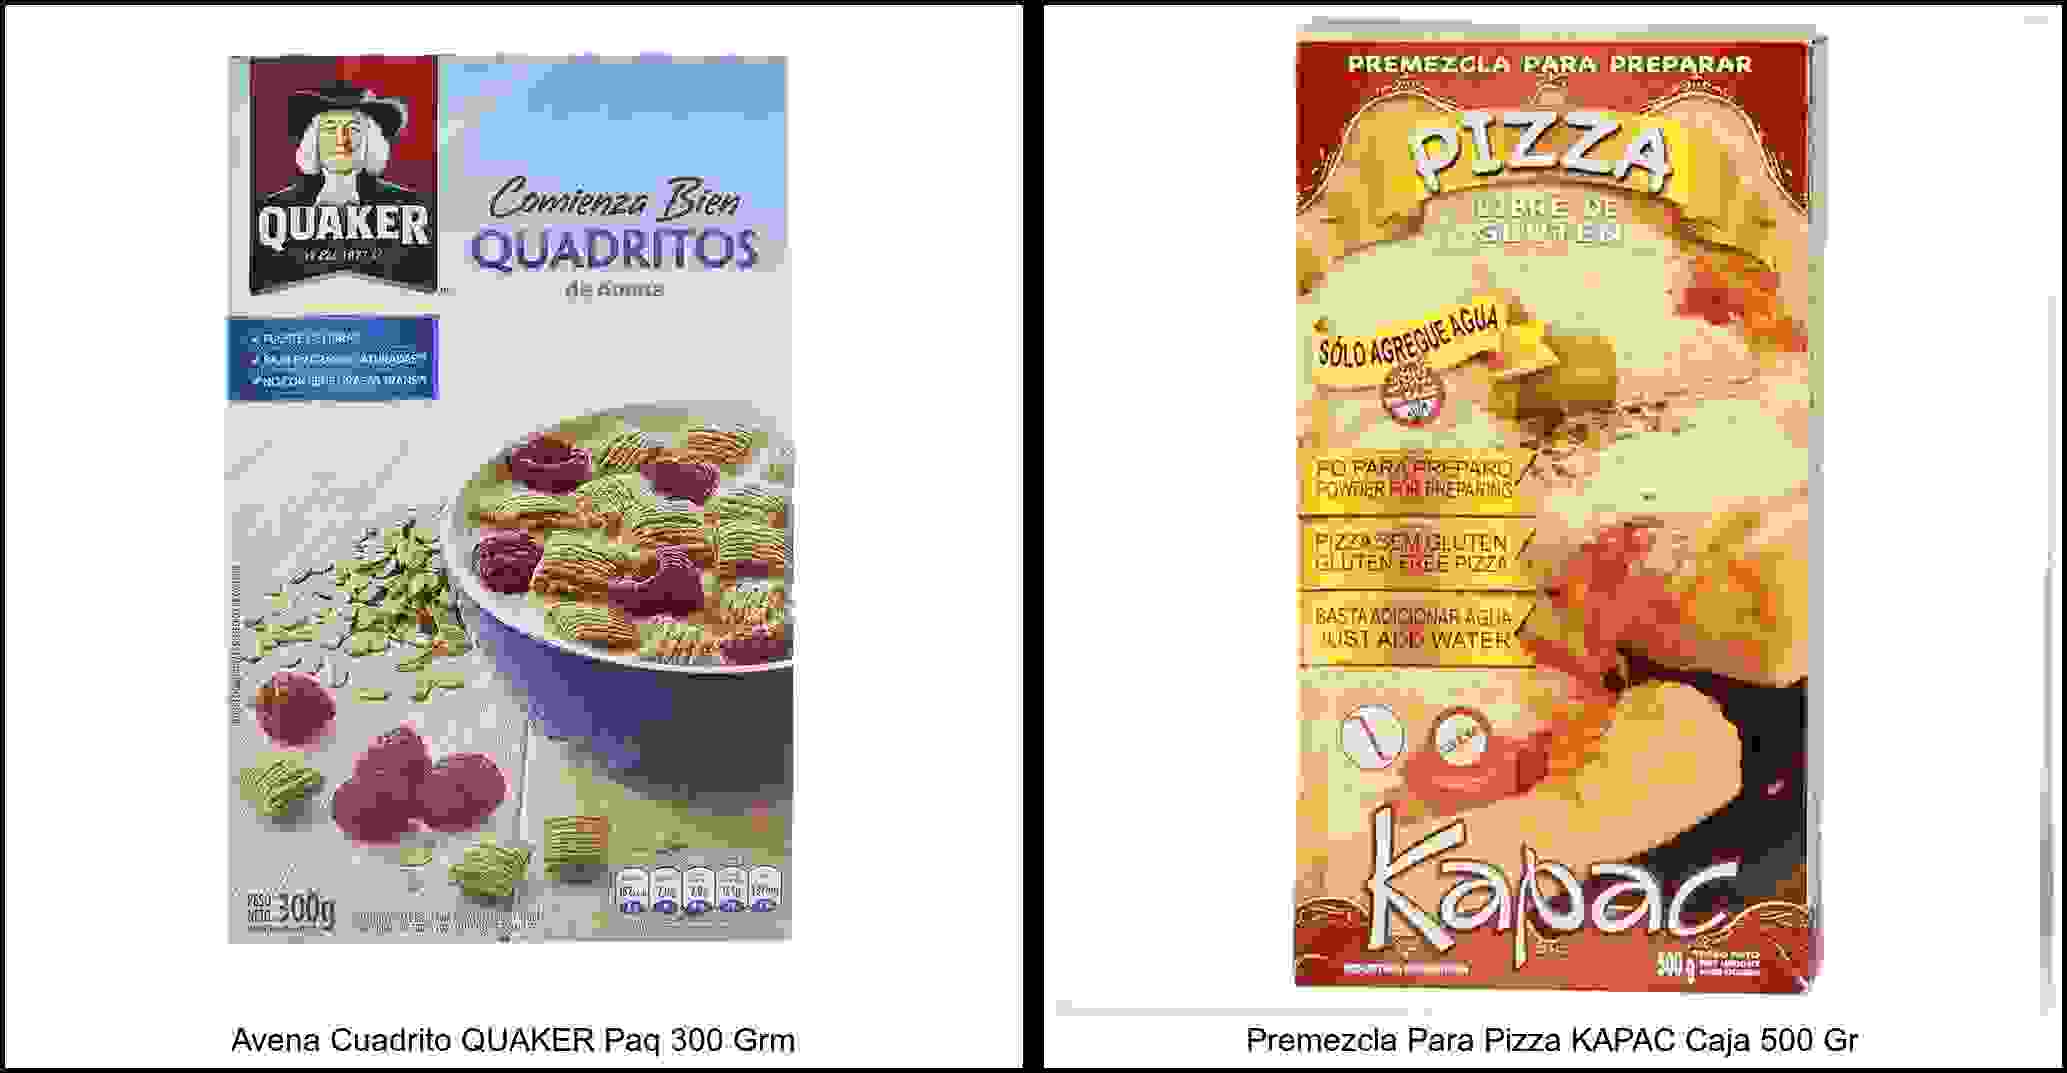 QUAKER
Comienza Bien
QUADRITOS
de Avena
PESO
NETO
300g
Avena Cuadrito QUAKER Paq 300 Grm
PREMEZCLA PARA PREPARAR
PIZZA
LIBRE DE
GLUTEN
SÓLO AGREGUE AGUA
PÓ PARA PREPARO
POWDER FOR PREPARING
PIZZA SEM GLUTEN
GLUTEN FREE PIZZA
BASTA ADICIONAR AGUA
JUST ADD WATER
Kapac
500 g
Premezcla Para Pizza KAPAC Caja 500 Gr